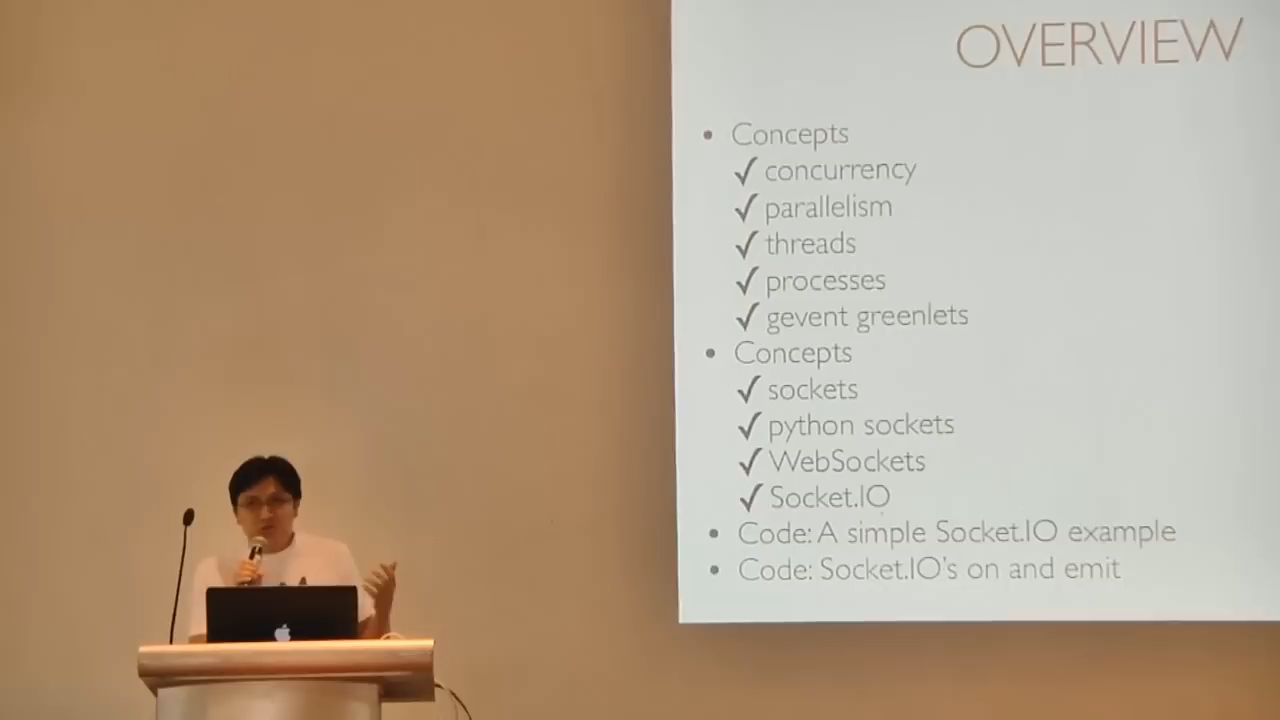 OVERVIEW
• Concepts
✓ concurrency
✓ parallelism
✓ threads
✓ processes
✓ gevent greenlets
• Concepts
✓ sockets
✓ python sockets
✓ WebSockets
✓ Socket.IO
• Code: A simple Socket.IO example
• Code: Socket.IO's on and emit